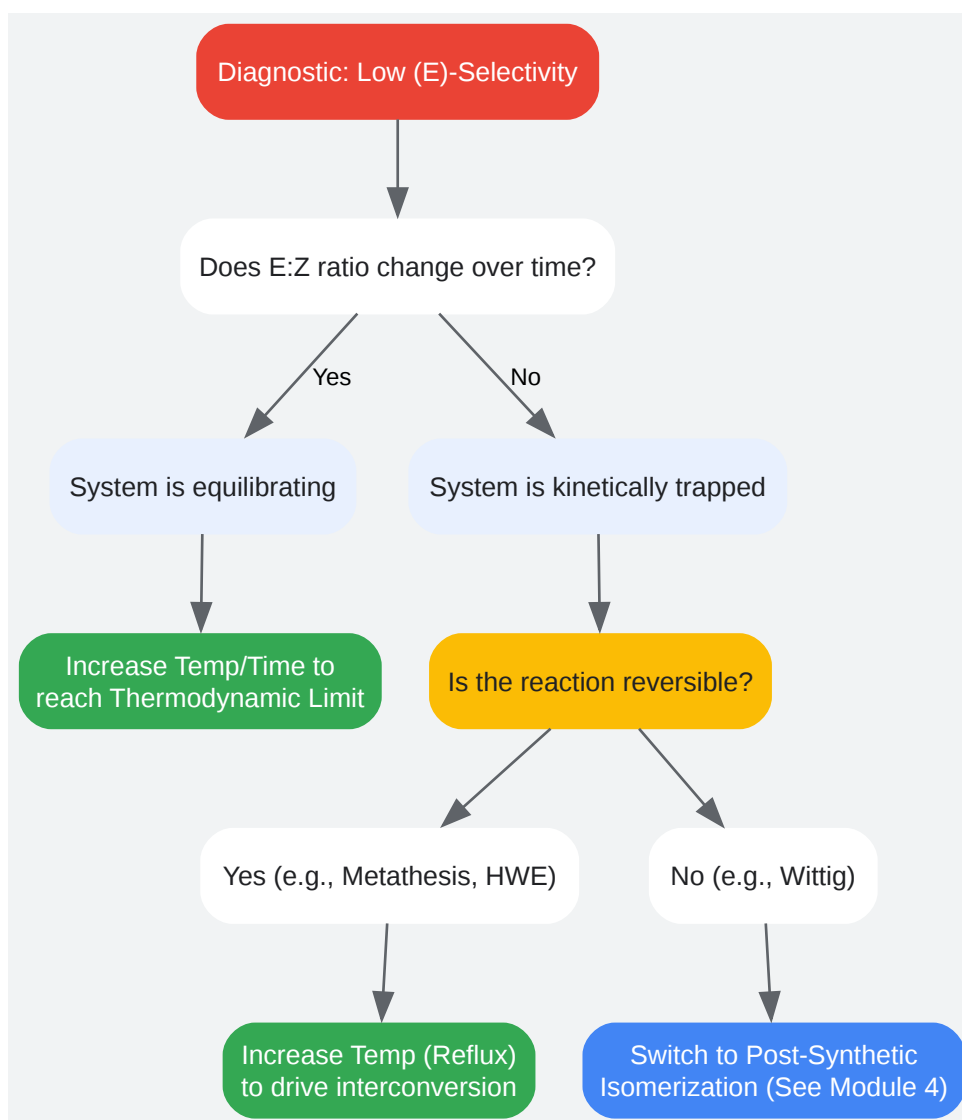 Diagnostic: Low (E)-Selectivity
Does E:Z ratio change over time?
Yes
No
System is equilibrating
System is kinetically trapped
Increase Temp/Time to
reach Thermodynamic Limit
Is the reaction reversible?
Yes (e.g., Metathesis, HWE)
No (e.g., Wittig)
Increase Temp (Reflux)
to drive interconversion
Switch to Post-Synthetic
Isomerization (See Module 4)